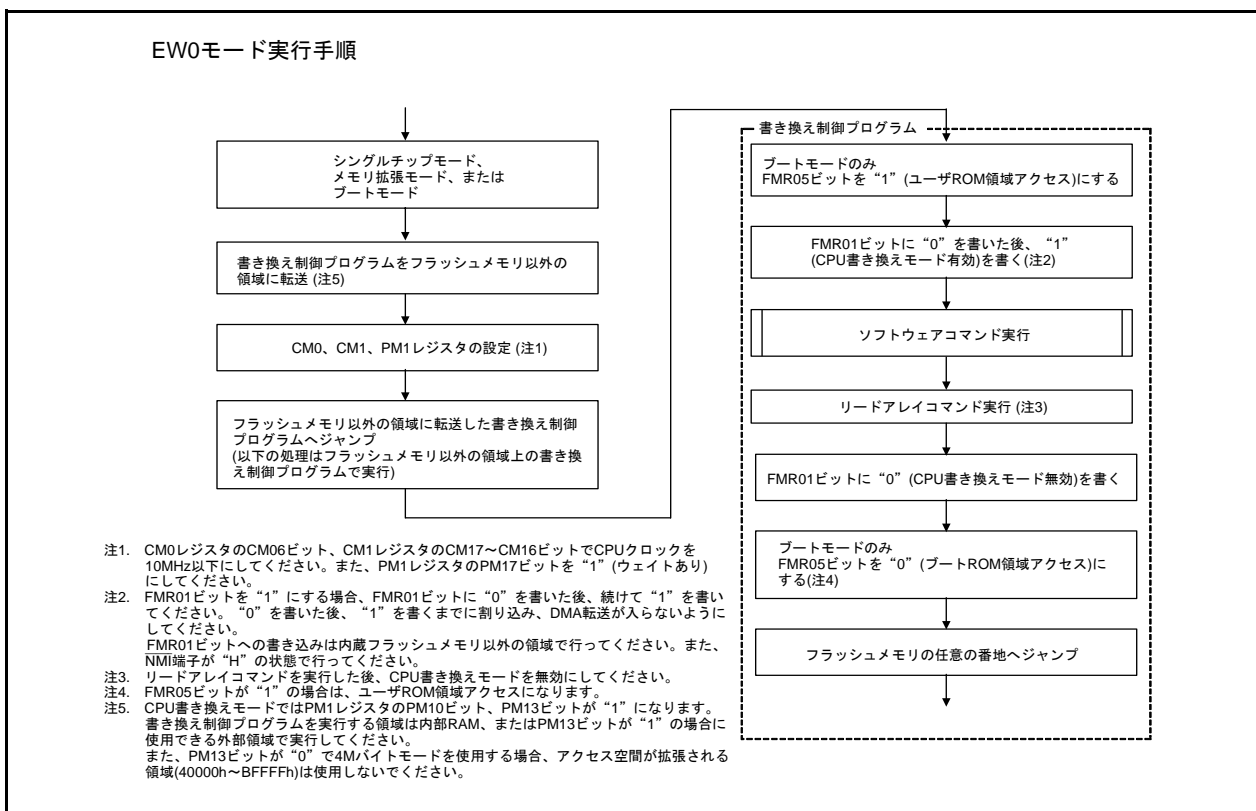 EW0モード実行手順
シングルチップモード、
メモリ拡張モード、または
ブートモード
書き換え制御プログラムをフラッシュメモリ以外の
領域に転送 (注5)
CM0、CM1、PM1レジスタの設定 (注1)
フラッシュメモリ以外の領域に転送した書き換え制御
プログラムへジャンプ
(以下の処理はフラッシュメモリ以外の領域上の書き換
え制御プログラムで実行)
書き換え制御プログラム
ブートモードのみ
FMR05ビットを“1”(ユーザROM領域アクセス)にする
FMR01ビットに“0”を書いた後、“1”
(CPU書き換えモード有効)を書く(注2)
ソフトウェアコマンド実行
リードアレイコマンド実行 (注3)
FMR01ビットに“0”(CPU書き換えモード無効)を書く
ブートモードのみ
FMR05ビットを“0”(ブートROM領域アクセス)に
する(注4)
フラッシュメモリの任意の番地へジャンプ
注1. CM0レジスタのCM06ビット、CM1レジスタのCM17～CM16ビットでCPUクロックを
10MHz以下にしてください。また、PM1レジスタのPM17ビットを“1”(ウェイトあり)
にしてください。
注2. FMR01ビットを“1”にする場合、FMR01ビットに“0”を書いた後、続けて“1”を書い
てください。“0”を書いた後、“1”を書くまでに割り込み、DMA転送が入らないように
してください。
FMR01ビットへの書き込みは内蔵フラッシュメモリ以外の領域で行ってください。また、
NMI端子が“H”の状態で行ってください。
注3. リードアレイコマンドを実行した後、CPU書き換えモードを無効にしてください。
注4. FMR05ビットが“1”の場合は、ユーザROM領域アクセスになります。
注5. CPU書き換えモードではPM1レジスタのPM10ビット、PM13ビットが“1”になります。
書き換え制御プログラムを実行する領域は内部RAM、またはPM13ビットが“1”の場合に
使用できる外部領域で実行してください。
また、PM13ビットが“0”で4Mバイトモードを使用する場合、アクセス空間が拡張される
領域(40000h～BFFFFh)は使用しないでください。